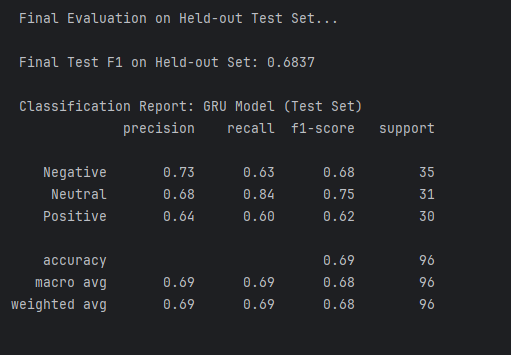 Final Evaluation on Held-out Test Set...
Final Test F1 on Held-out Set: 0.6837
Classification Report: GRU Model (Test Set)
precision recall f1-score support
Negative 0.73 0.63 0.68 35
Neutral 0.68 0.84 0.75 31
Positive 0.64 0.60 0.62 30
accuracy 0.69 96
macro avg 0.69 0.69 0.68 96
weighted avg 0.69 0.69 0.68 96